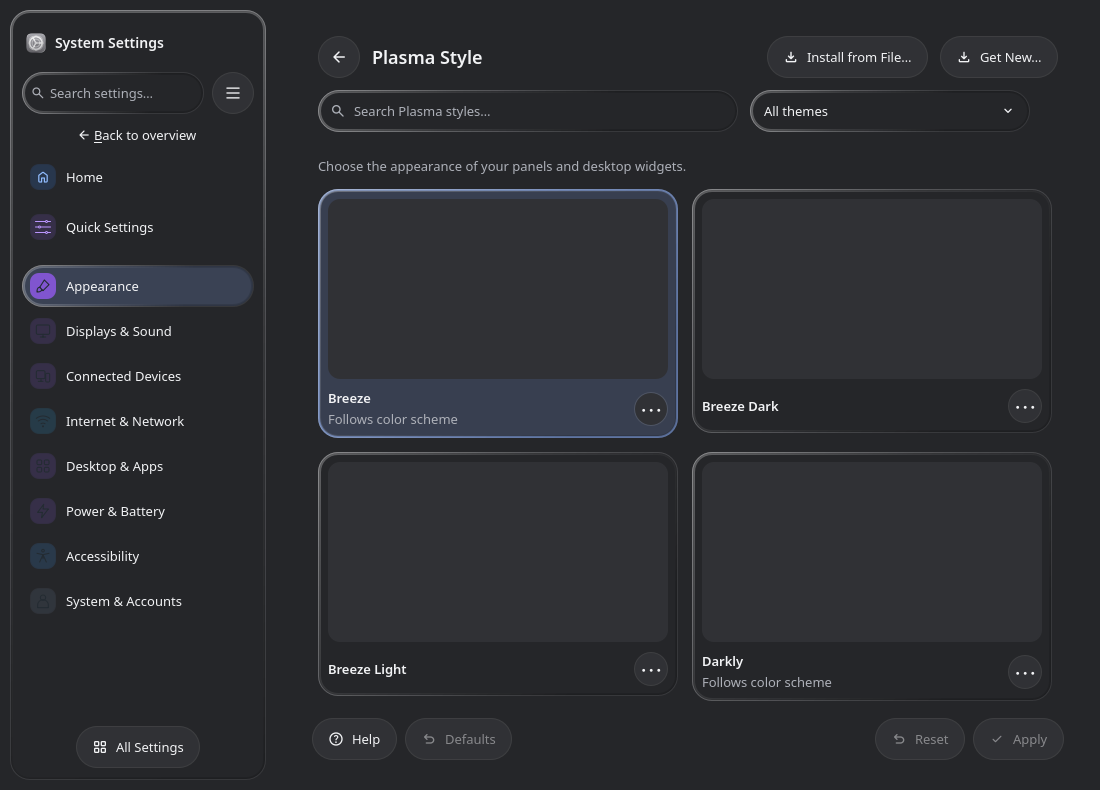 System Settings
Search settings...
Back to overview
Home
Quick Settings
Appearance
Displays & Sound
Connected Devices
Internet & Network
Desktop & Apps
Power & Battery
Accessibility
System & Accounts
All Settings
Plasma Style
Install from File...
Get New...
Search Plasma styles...
All themes
Choose the appearance of your panels and desktop widgets.
Breeze
Follows color scheme
Breeze Dark
Breeze Light
Darkly
Follows color scheme
Help
Defaults
Reset
Apply